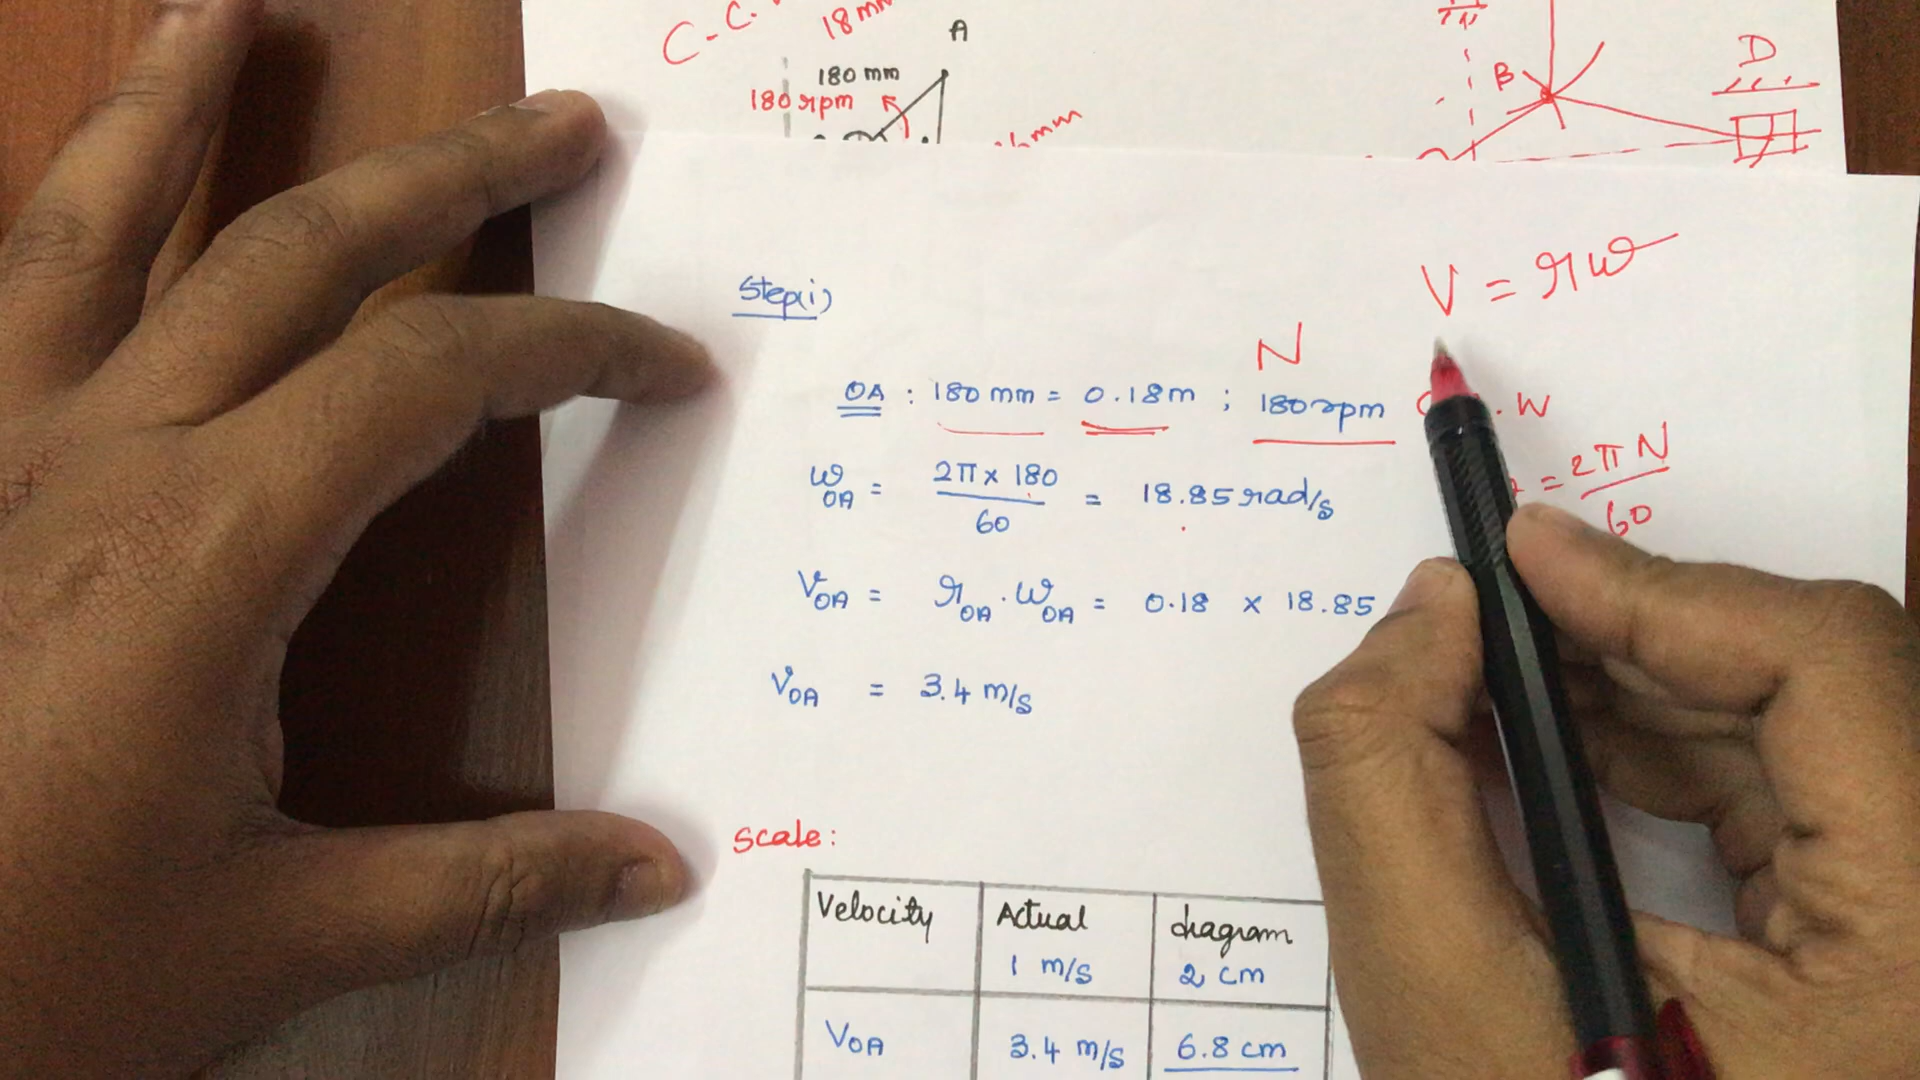 C-C.
18 mm
A
180 mm
180 rpm
mm
B
D
Step(i)
V = rω
N
OA : 180 mm = 0.18m ; 180rpm
. W
ω OA = 2π x 180 / 60 = 18.85 rad/s
= 2πN / 60
VOA = rOA . ωOA = 0.18 x 18.85
VOA = 3.4 m/s
Scale:
Velocity Actual diagram
1 m/s 2 cm
VOA 3.4 m/s 6.8 cm